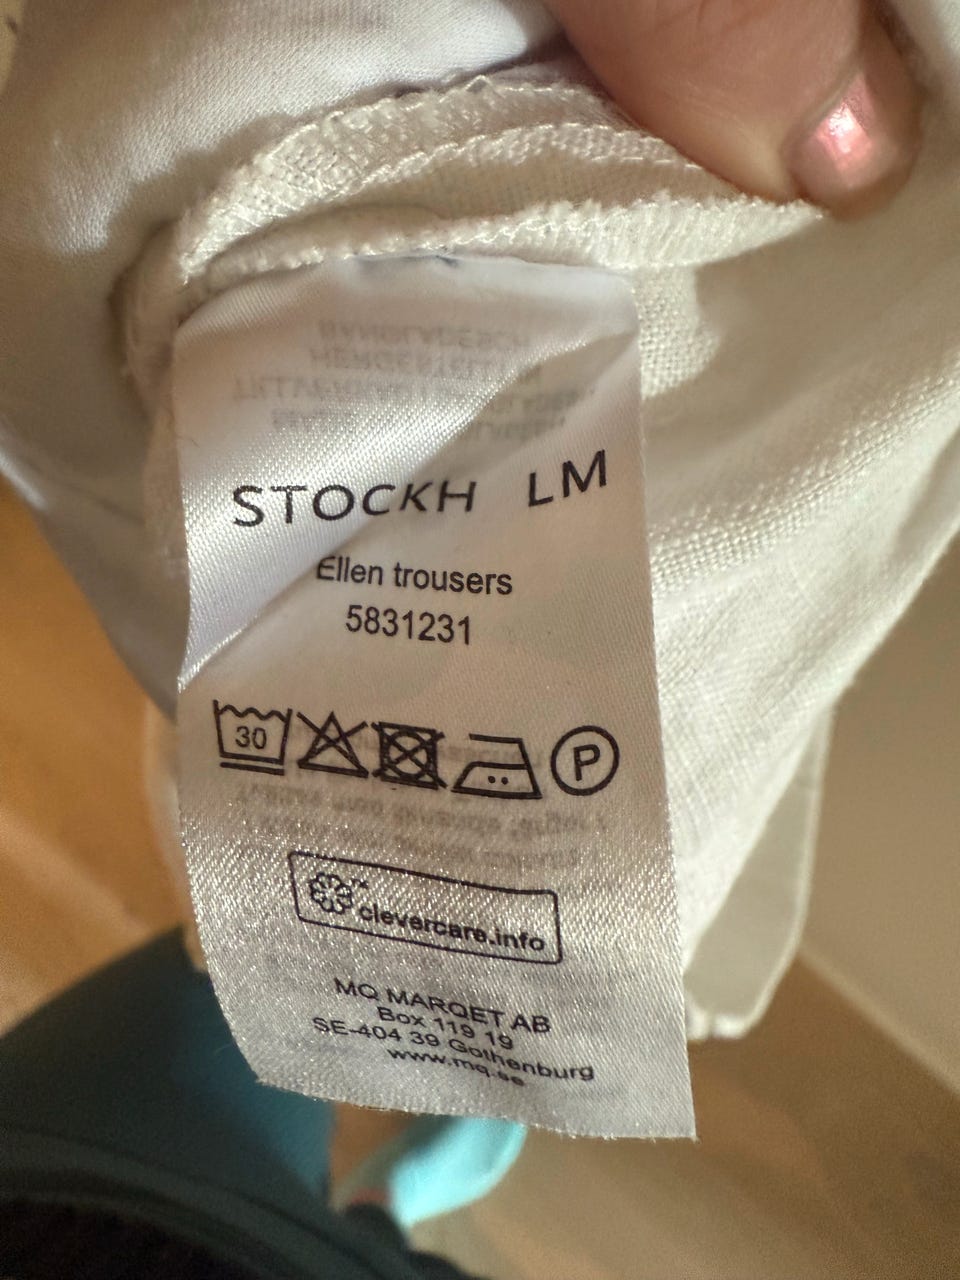 STOCKH LM
Ellen trousers
5831231
30
P
clevercare.info
MQ MARQET AB
Box 119 19
SE-404 39 Gothenburg
www.mq.se